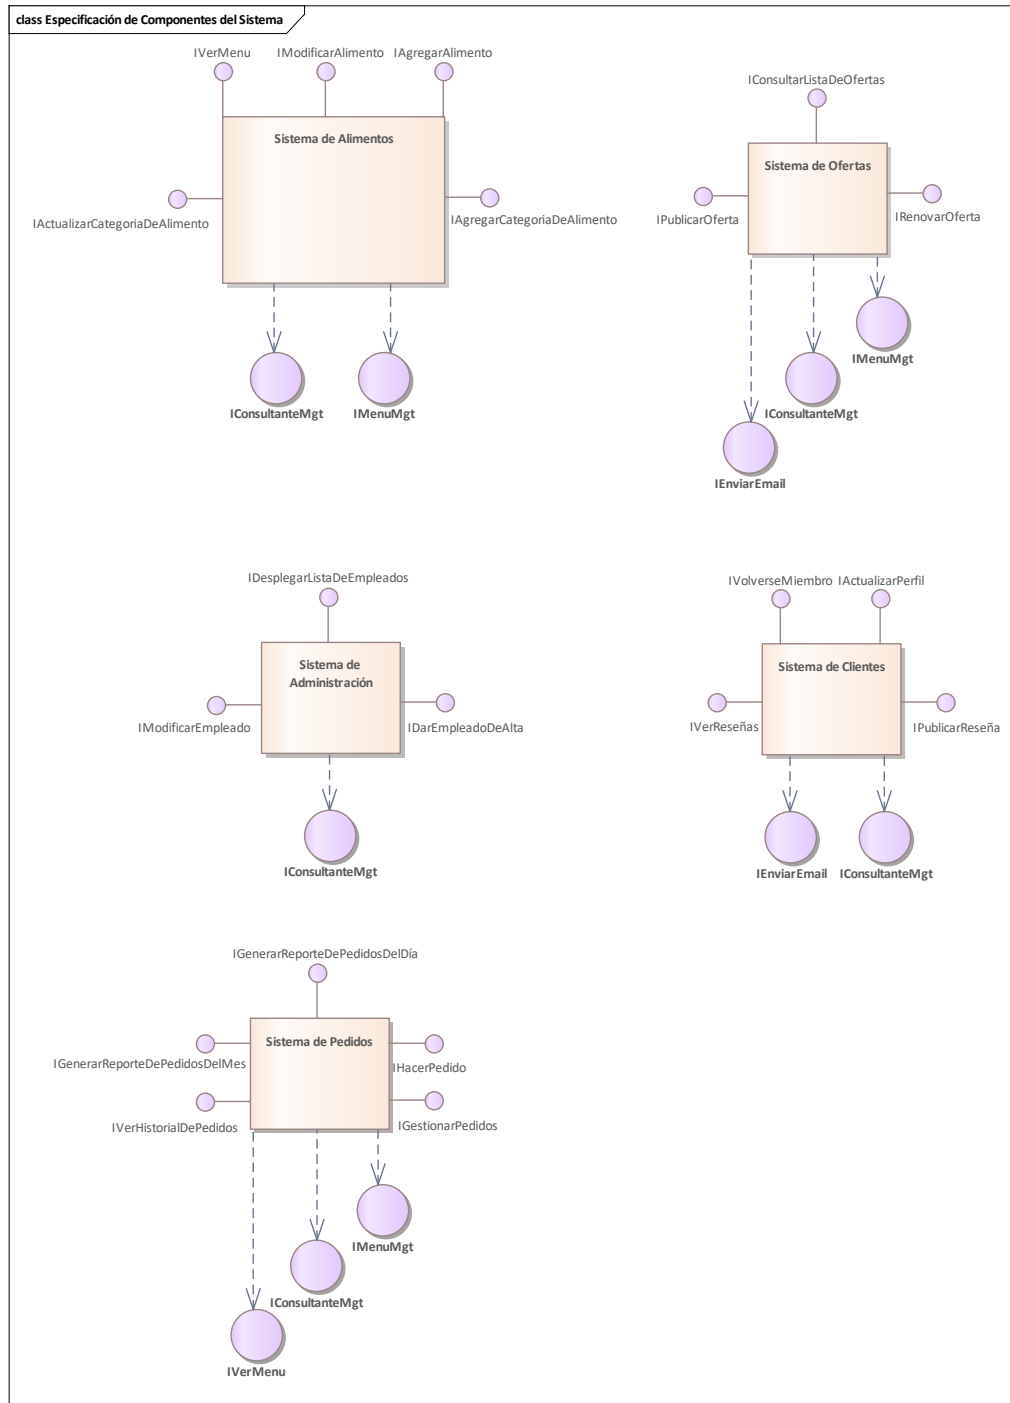 class Especificación de Componentes del Sistema
IVerMenu
IModificarAlimento
IAgregarAlimento
Sistema de Alimentos
IActualizarCategoriaDeAlimento
IAgregarCategoriaDeAlimento
IConsultanteMgt
IMenuMgt
IConsultarListaDeOfertas
Sistema de Ofertas
IPublicarOferta
IRenovarOferta
IMenuMgt
IConsultanteMgt
IEnviarEmail
IDesplegarListaDeEmpleados
Sistema de
Administración
IModificarEmpleado
IDarEmpleadoDeAlta
IConsultanteMgt
IVolverseMiembro
IActualizarPerfil
Sistema de Clientes
IVerReseñas
IPublicarReseña
IEnviarEmail
IConsultanteMgt
IGenerarReporteDePedidosDelDía
Sistema de Pedidos
IGenerarReporteDePedidosDelMes
IHacerPedido
IVerHistorialDePedidos
IGestionarPedidos
IMenuMgt
IConsultanteMgt
IVerMenu